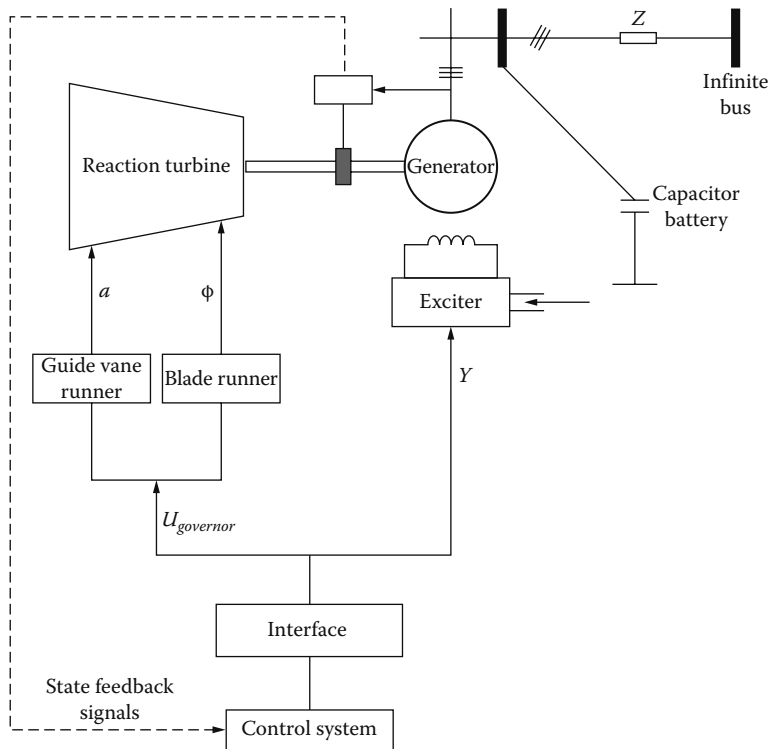 Z
Infinite
bus
Reaction turbine
Generator
Capacitor
battery
a
ϕ
Exciter
Guide vane
runner
Blade runner
Y
U_governor
Interface
State feedback
signals
Control system